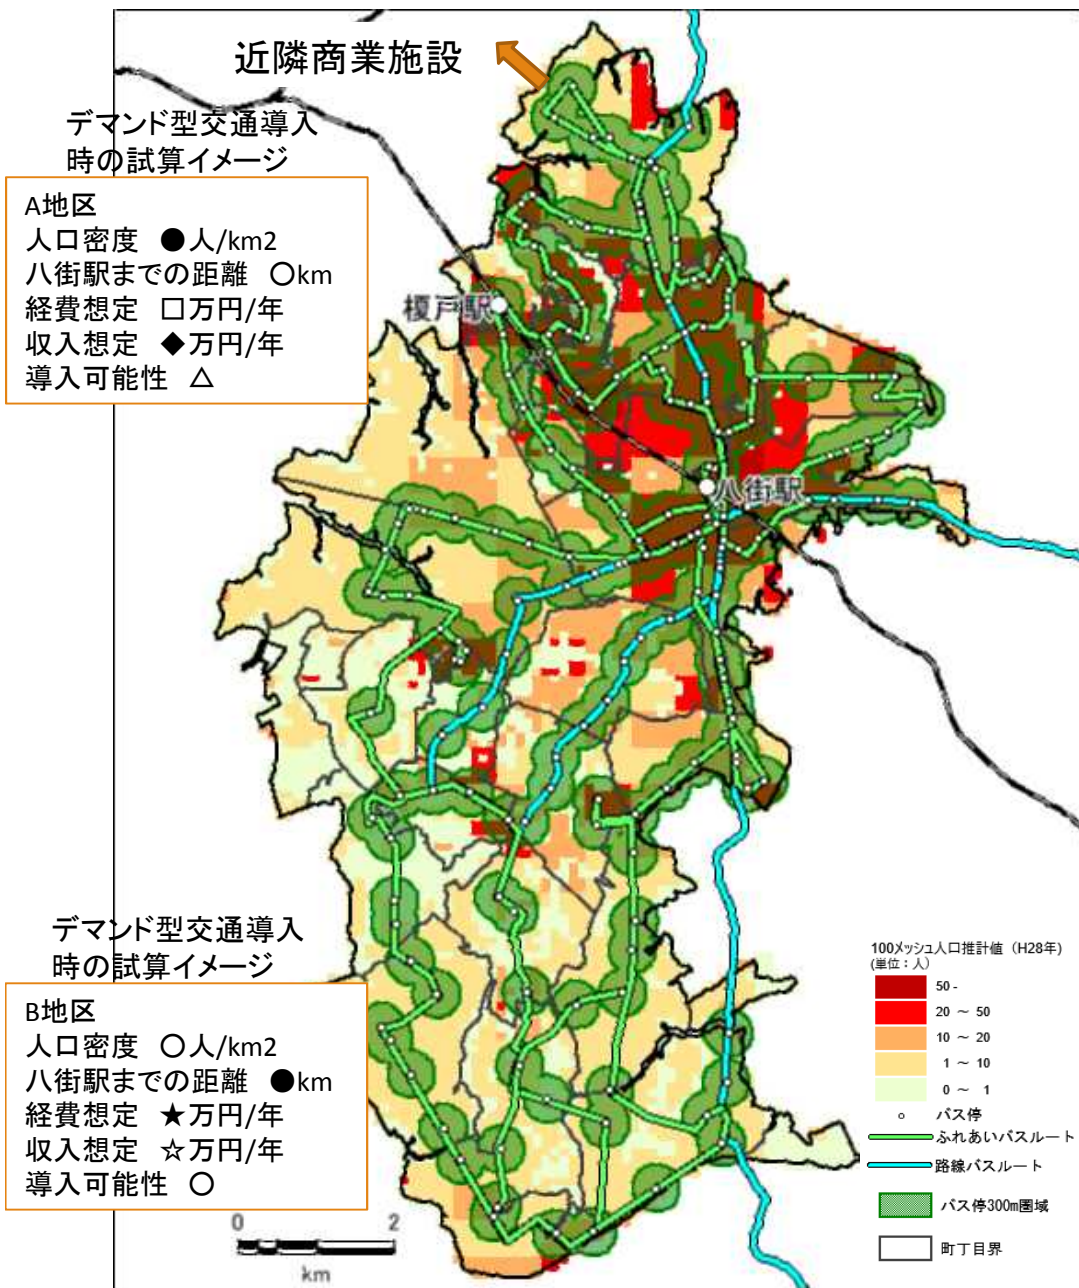 近隣商業施設
デマンド型交通導入
時の試算イメージ
A地区
人口密度 ●人/km2
八街駅までの距離 〇km
経費想定 □万円/年
収入想定 ◆万円/年
導入可能性 △
榎戸駅
八街駅
デマンド型交通導入
時の試算イメージ
B地区
人口密度 〇人/km2
八街駅までの距離 ●km
経費想定 ★万円/年
収入想定 ☆万円/年
導入可能性 〇
0 2
km
100メッシュ人口推計値（H28年）
(単位：人)
50 -
20 ～ 50
10 ～ 20
1 ～ 10
0 ～ 1
バス停
ふれあいバスルート
路線バスルート
バス停300m圏域
町丁目界